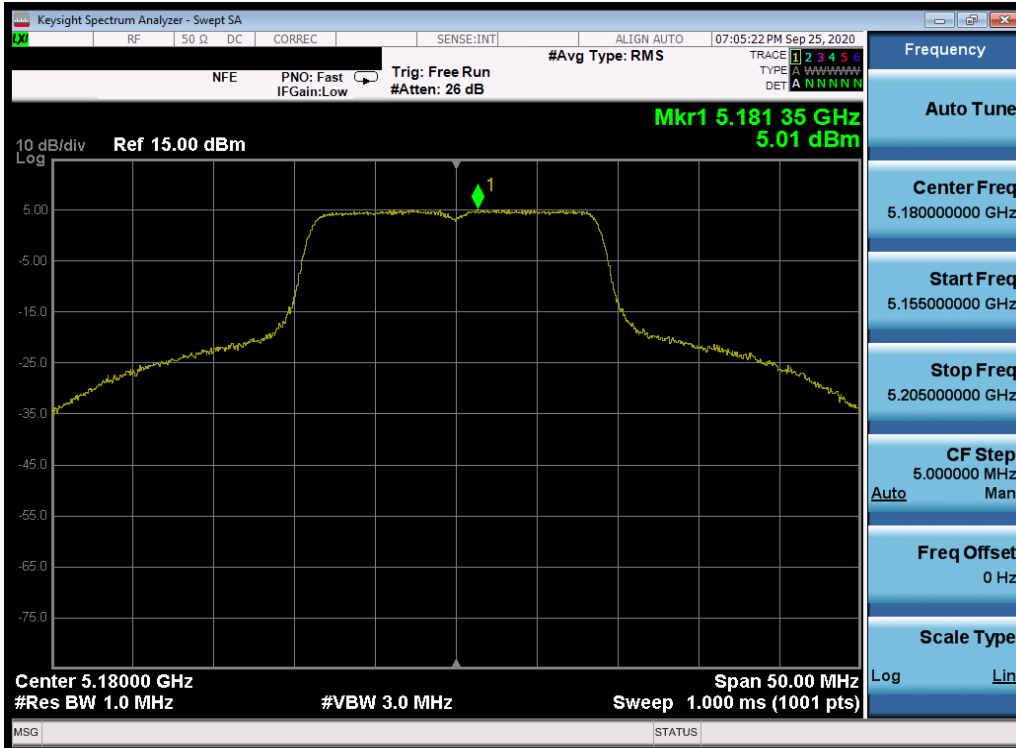 Keysight Spectrum Analyzer - Swept SA
LXI RF 50 Ω DC CORREC SENSE:INT ALIGN AUTO 07:05:22 PM Sep 25, 2020
NFE PNO: Fast IFGain:Low Trig: Free Run #Atten: 26 dB #Avg Type: RMS
TRACE 1 2 3 4 5 6
TYPE A WWWWW
DET A N N N N N
Mkr1 5.181 35 GHz
5.01 dBm
10 dB/div Ref 15.00 dBm
Log
1
5.00
-5.00
-15.0
-25.0
-35.0
-45.0
-55.0
-65.0
-75.0
Center 5.18000 GHz Span 50.00 MHz
#Res BW 1.0 MHz #VBW 3.0 MHz Sweep 1.000 ms (1001 pts)
MSG STATUS
Frequency
Auto Tune
Center Freq
5.180000000 GHz
Start Freq
5.155000000 GHz
Stop Freq
5.205000000 GHz
CF Step
5.000000 MHz
Auto Man
Freq Offset
0 Hz
Scale Type
Log Lin